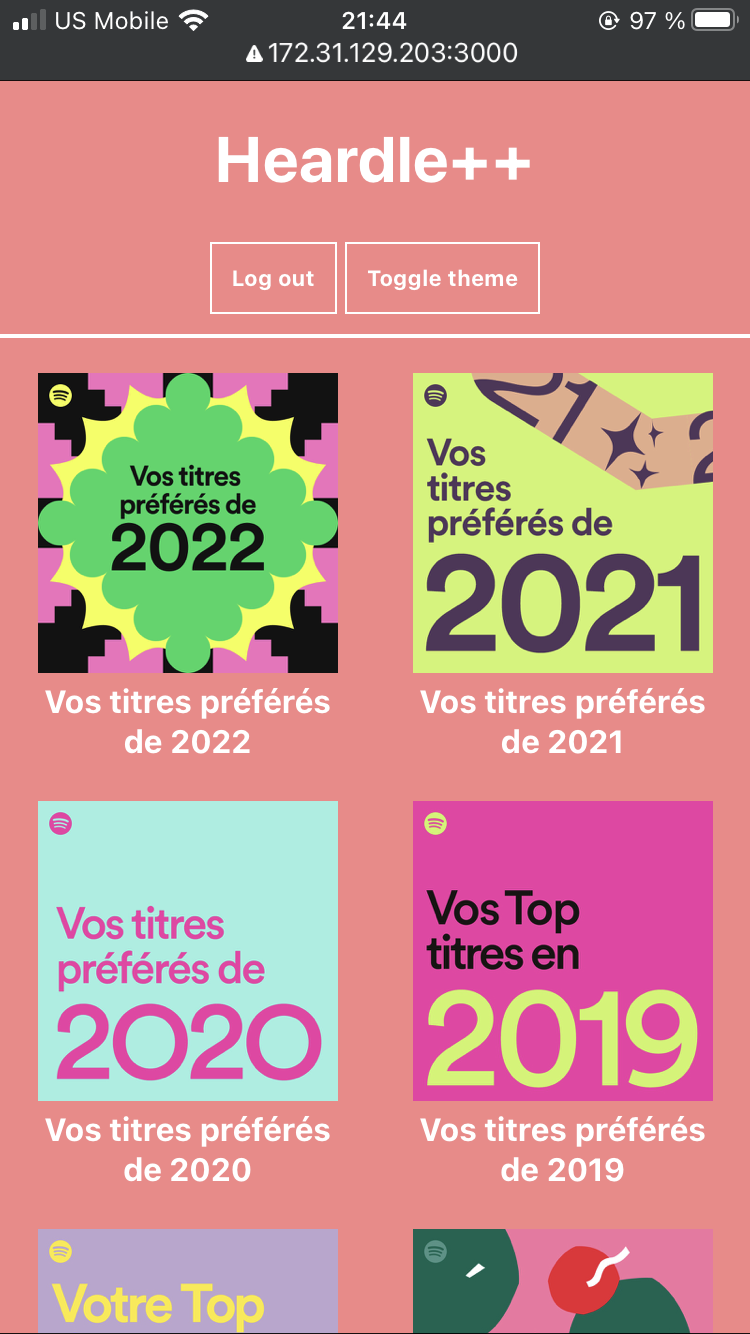 US Mobile 21:44 97 %
172.31.129.203:3000
Heardle++
Log out Toggle theme
Vos titres
préférés de
2022
21 2
Vos
titres
préférés de
2021
Vos titres préférés
de 2022
Vos titres préférés
de 2021
Vos titres
préférés de
2020
Vos Top
titres en
2019
Vos titres préférés
de 2020
Vos titres préférés
de 2019
Votre Top